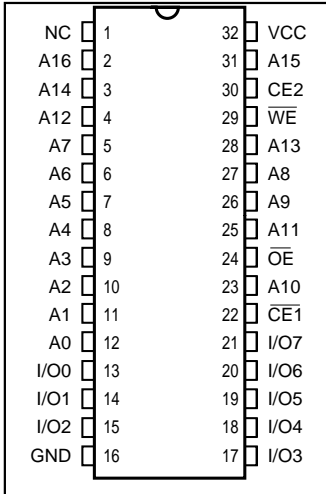 NC 1 32 VCC
A16 2 31 A15
A14 3 30 CE2
A12 4 29 W̅E̅
A7 5 28 A13
A6 6 27 A8
A5 7 26 A9
A4 8 25 A11
A3 9 24 O̅E̅
A2 10 23 A10
A1 11 22 C̅E̅1̅
A0 12 21 I/O7
I/O0 13 20 I/O6
I/O1 14 19 I/O5
I/O2 15 18 I/O4
GND 16 17 I/O3